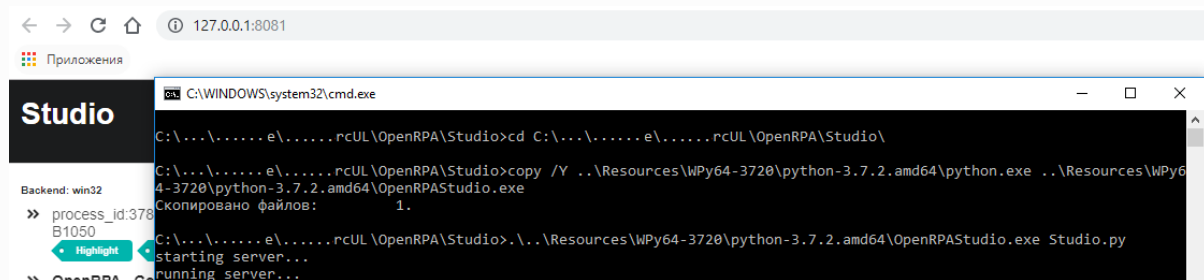 127.0.0.1:8081
Приложения
C:\WINDOWS\system32\cmd.exe
Studio
C:\...\......e\......rcUL\OpenRPA\Studio>cd C:\...\......e\......rcUL\OpenRPA\Studio\
C:\...\......e\......rcUL\OpenRPA\Studio>copy /Y ..\Resources\WPy64-3720\python-3.7.2.amd64\python.exe ..\Resources\WPy6
4-3720\python-3.7.2.amd64\OpenRPAStudio.exe
Скопировано файлов: 1.
C:\...\......e\......rcUL\OpenRPA\Studio>.\..\Resources\WPy64-3720\python-3.7.2.amd64\OpenRPAStudio.exe Studio.py
starting server...
running server...
Backend: win32
process_id:378
B1050
Highlight
OpenRPA